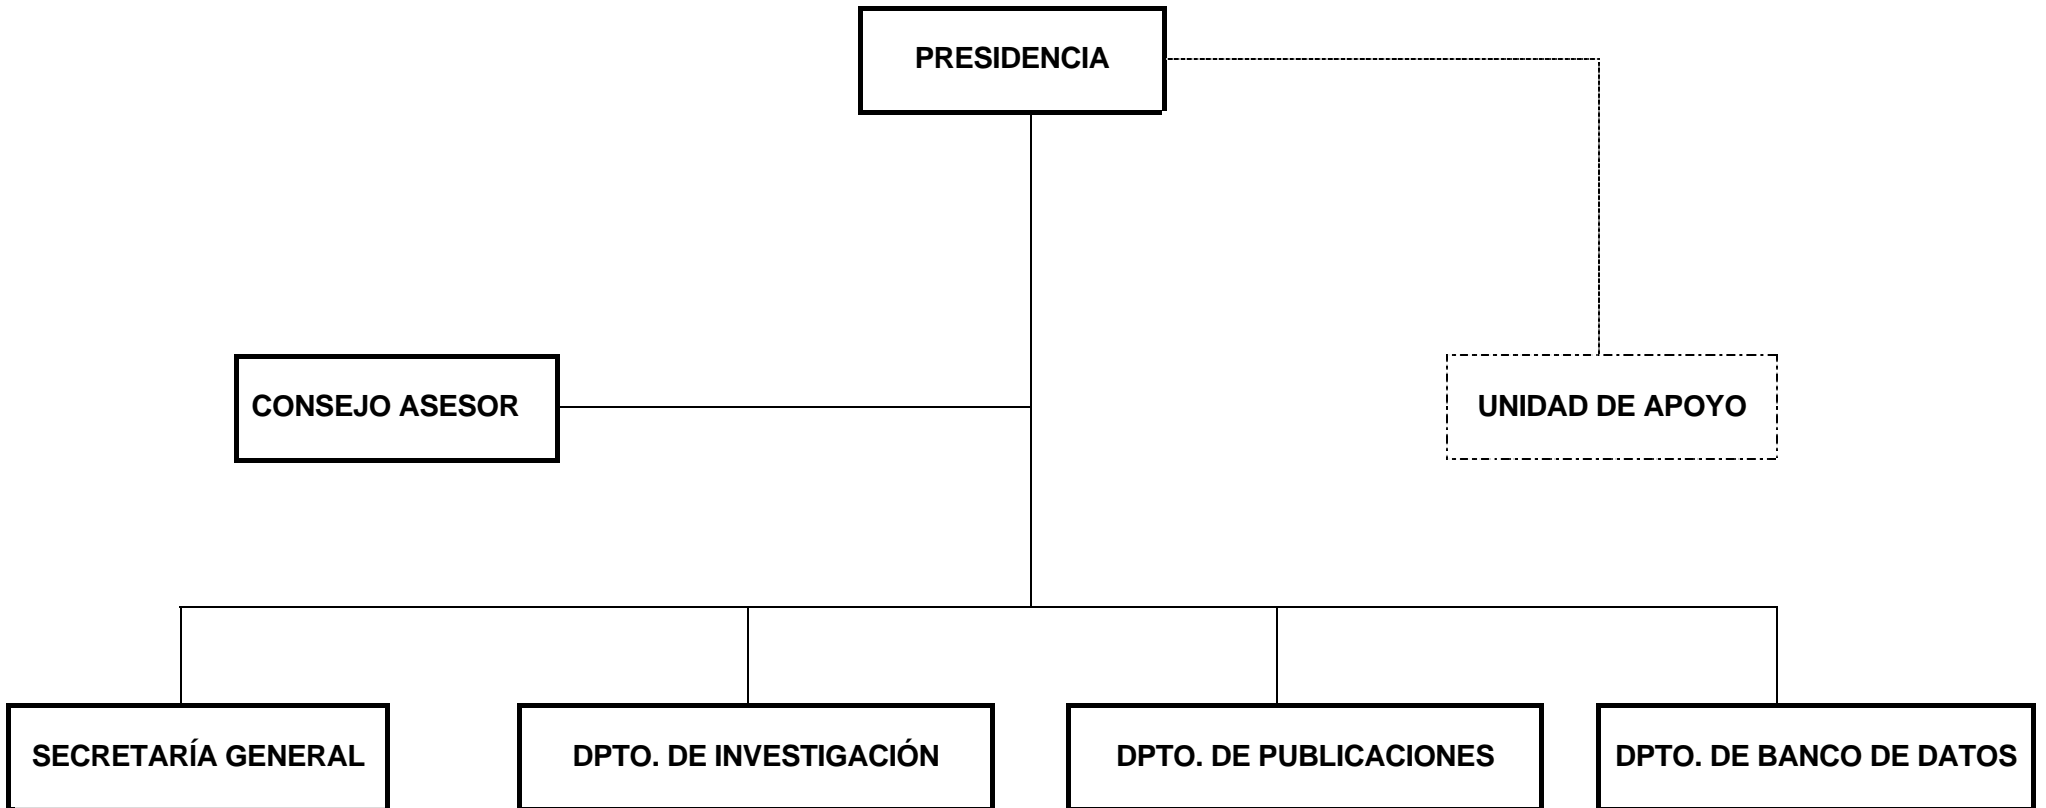 PRESIDENCIA
CONSEJO ASESOR
UNIDAD DE APOYO
SECRETARÍA GENERAL
DPTO. DE INVESTIGACIÓN
DPTO. DE PUBLICACIONES
DPTO. DE BANCO DE DATOS